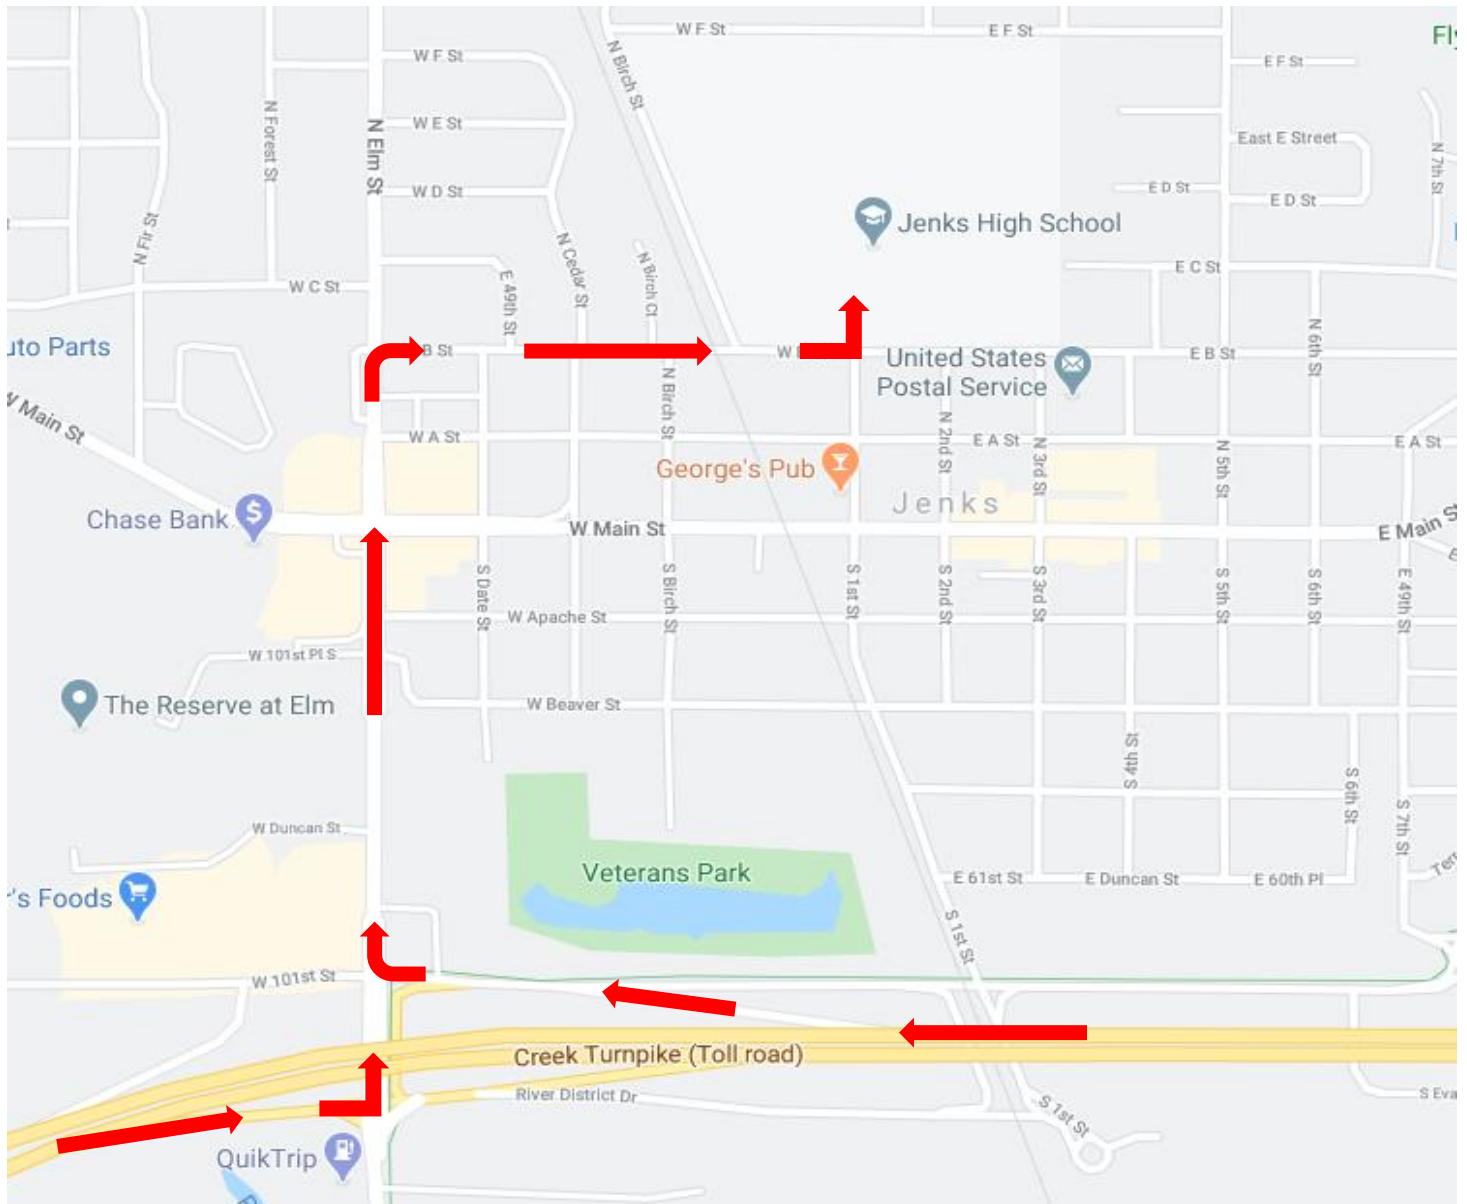 W F St
E F St
Fly
W F St
N Birch St
E F St
N Forest St
N Elm St
W E St
East E Street
N 7th St
W D St
E D St
E D St
Jenks High School
N Fir St
N Cedar St
N Birch Ct
E C St
W C St
E 49th St
uto Parts
B St
W
United States
Postal Service
E B St
N 6th St
W Main St
N Birch St
W A St
N 2nd St
E A St
N 3rd St
N 5th St
E A St
George's Pub
Jenks
Chase Bank
W Main St
E Main St
S Date St
S Birch St
S 1st St
S 2nd St
S 3rd St
S 5th St
S 6th St
E 49th St
W Apache St
W 101st Pl S
The Reserve at Elm
W Beaver St
S 4th St
S 6th St
S 7th St
W Duncan St
Veterans Park
E 61st St
E Duncan St
E 60th Pl
Ter
r's Foods
S 1st St
W 101st St
Creek Turnpike (Toll road)
River District Dr
S Eva
S 1st St
QuikTrip